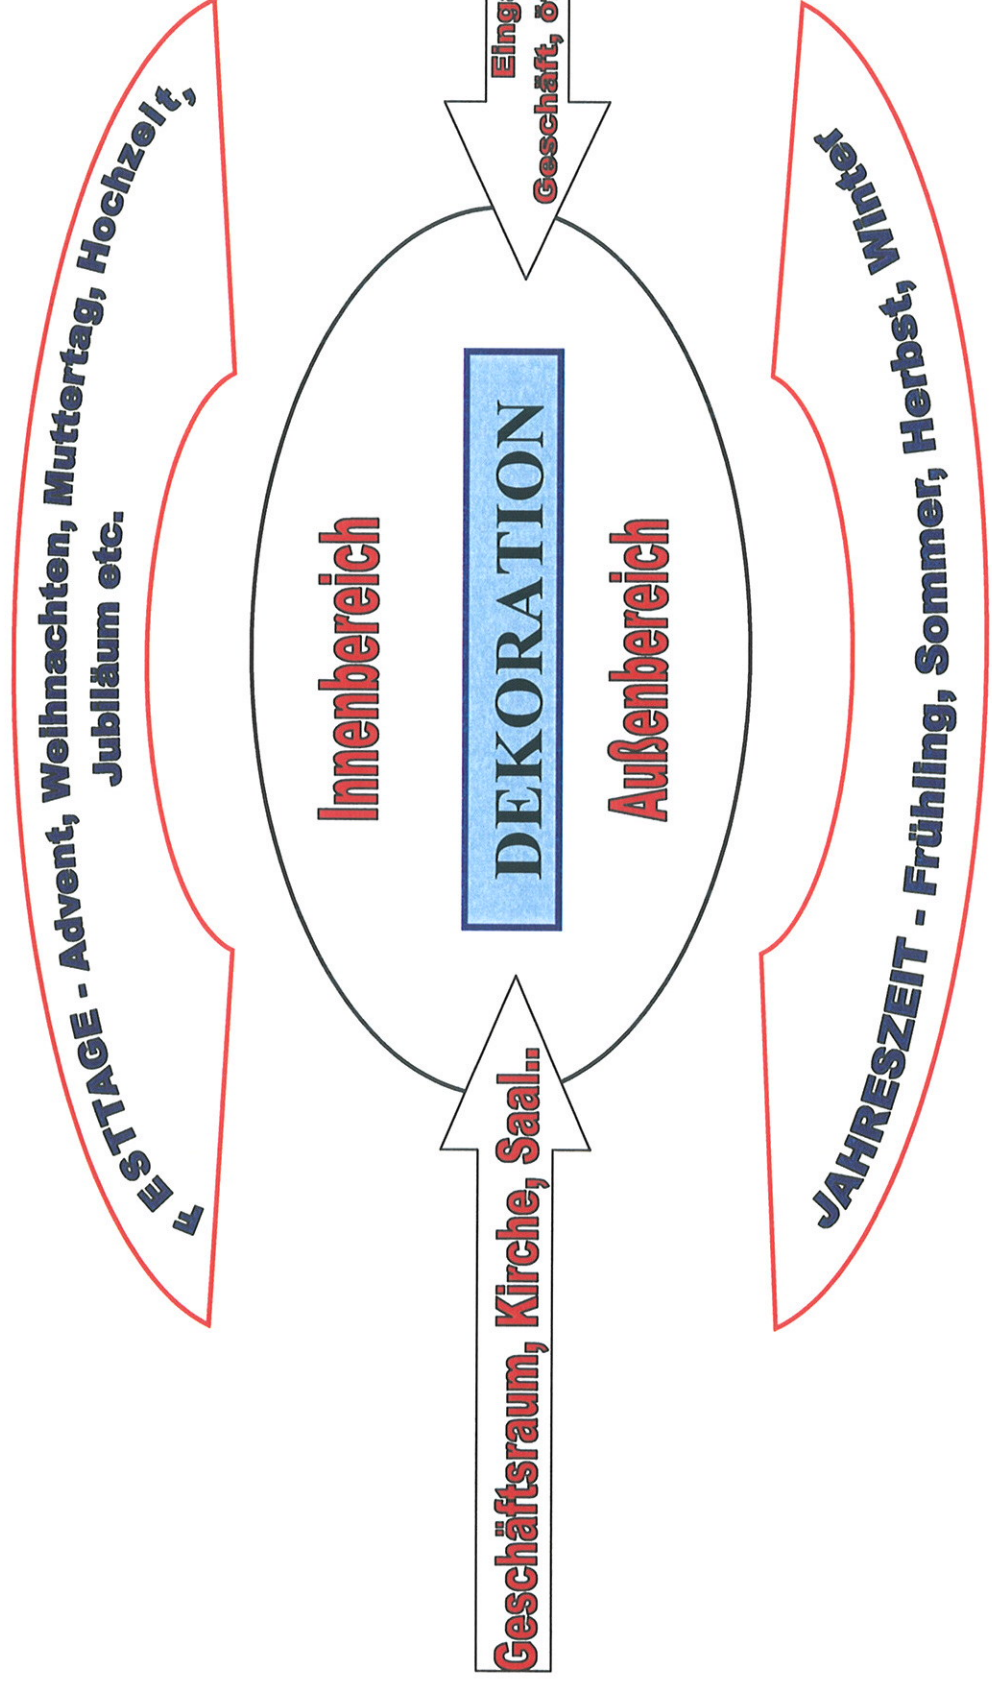 FESTTAGE - Advent, Weihnachten, Muttertag, Hochzeit,
Jubiläum etc.
Innenbereich
Geschäftsraum, Kirche, Saal..
DEKORATION
Geschäft,
Außenbereich
JAHRESZEIT - Frühling, Sommer, Herbst, Winter